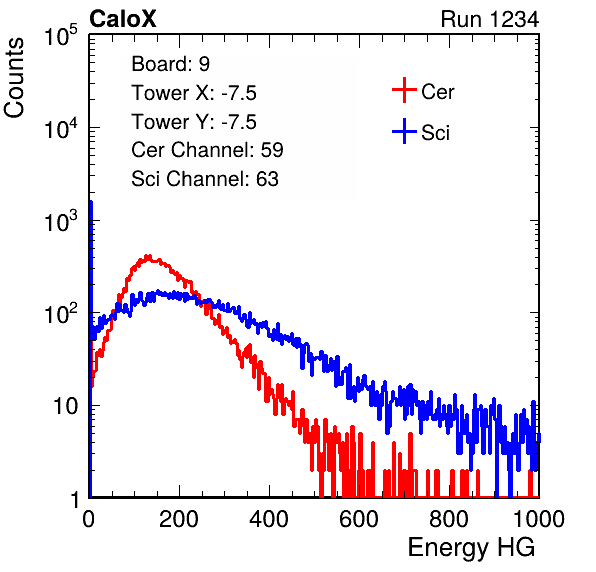 CaloX Run 1234
Counts
Board: 9
Tower X: -7.5
Tower Y: -7.5
Cer Channel: 59
Sci Channel: 63
Cer
Sci
10^5
10^4
10^3
10^2
10
1
0 200 400 600 800 1000
Energy HG